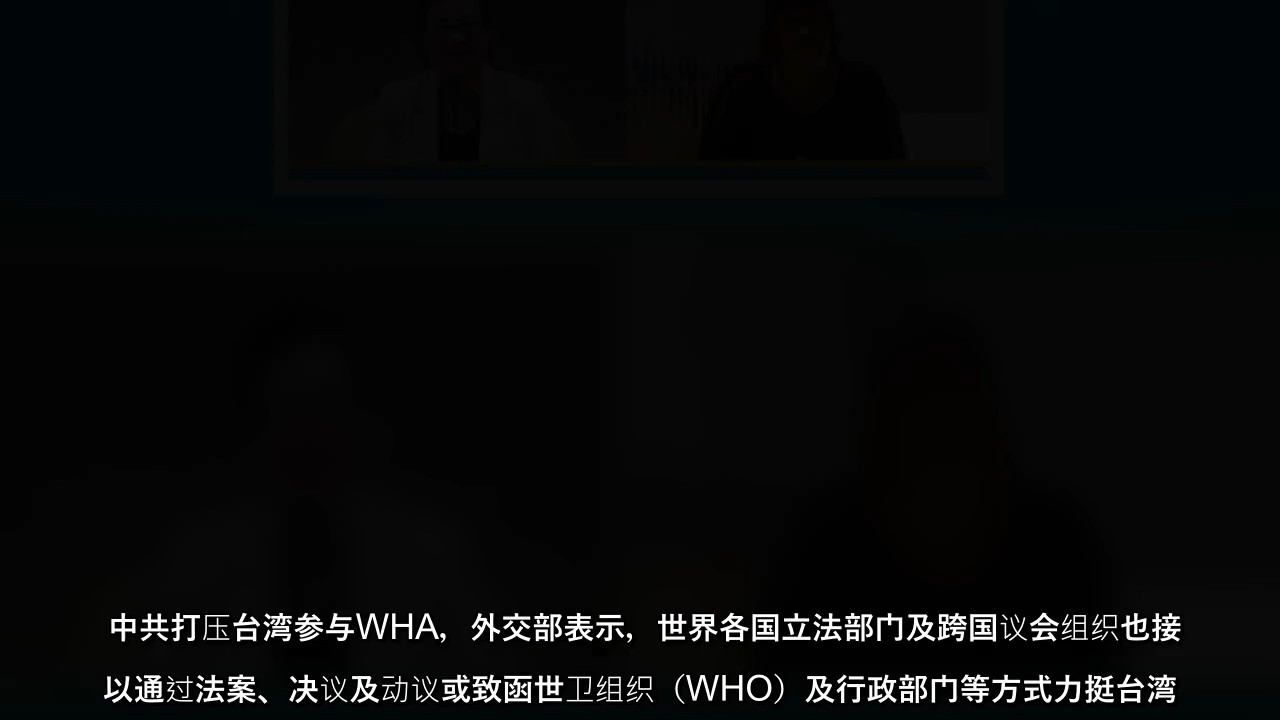 中共打压台湾参与WHA，外交部表示，世界各国立法部门及跨国议会组织也接
以通过法案、决议及动议或致函世卫组织（WHO）及行政部门等方式力挺台湾